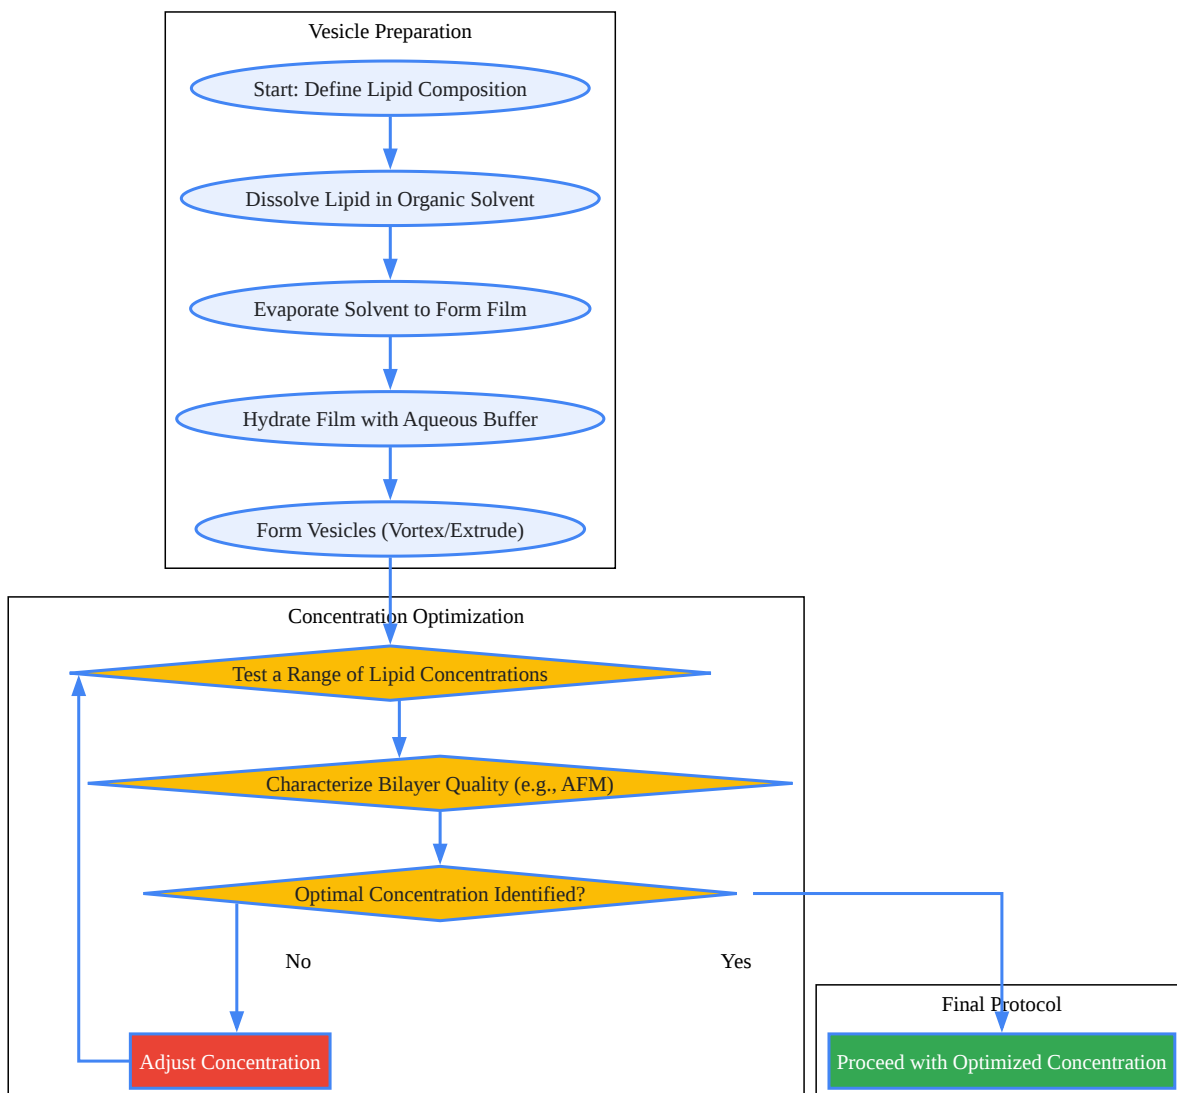 Vesicle Preparation
Start: Define Lipid Composition
Dissolve Lipid in Organic Solvent
Evaporate Solvent to Form Film
Hydrate Film with Aqueous Buffer
Form Vesicles (Vortex/Extrude)
Concentration Optimization
Test a Range of Lipid Concentrations
Characterize Bilayer Quality (e.g., AFM)
Optimal Concentration Identified?
No
Yes
Adjust Concentration
Final Protocol
Proceed with Optimized Concentration